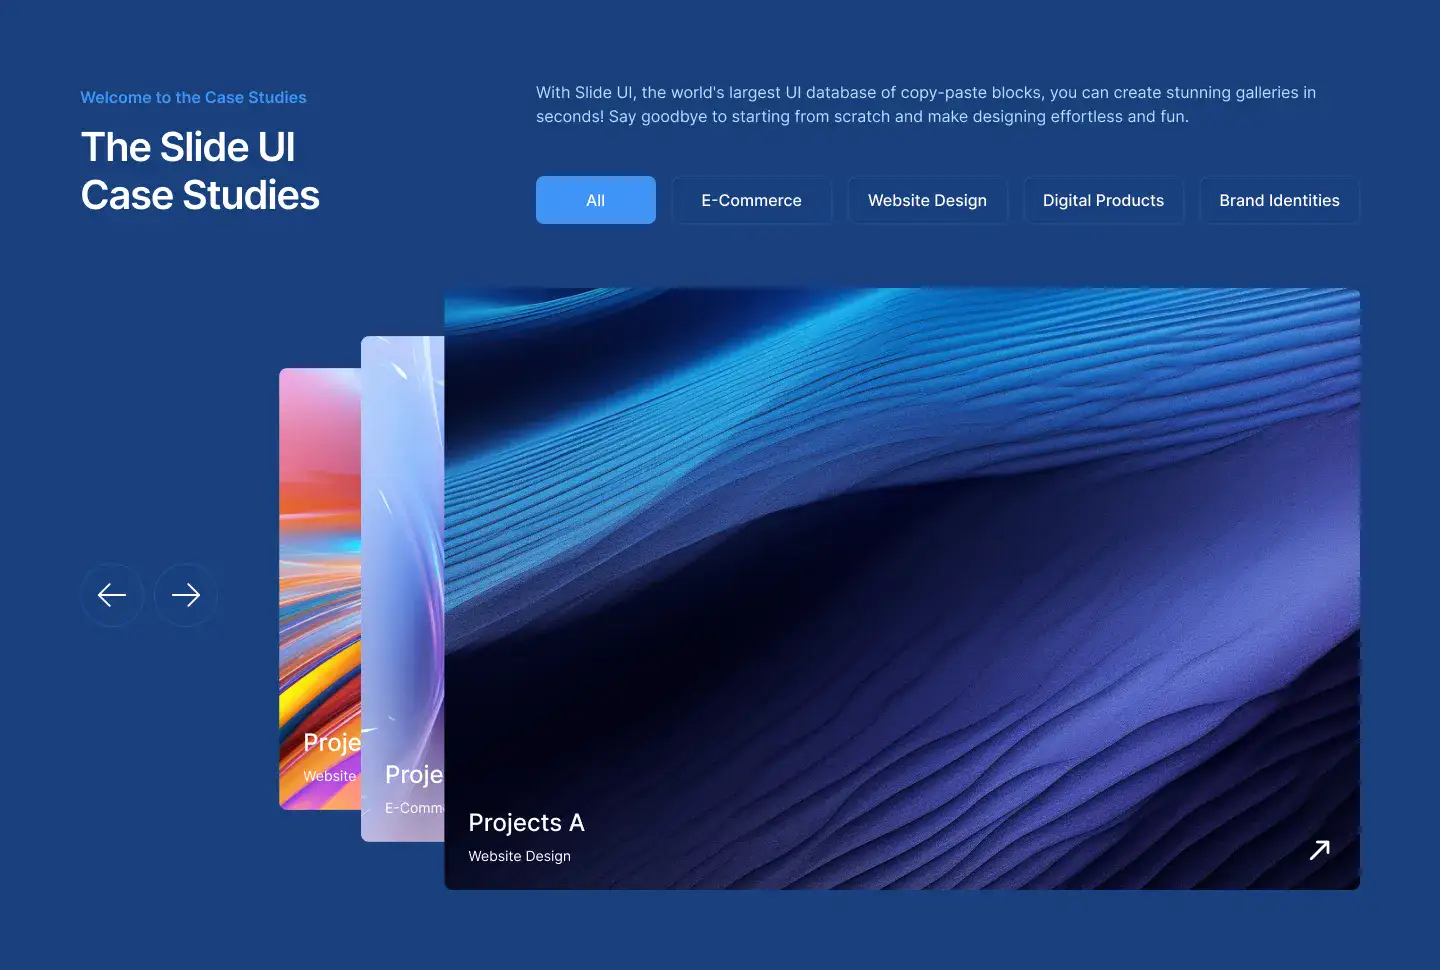 Welcome to the Case Studies
The Slide UI
Case Studies
With Slide UI, the world's largest UI database of copy-paste blocks, you can create stunning galleries in
seconds! Say goodbye to starting from scratch and make designing effortless and fun.
All
E-Commerce
Website Design
Digital Products
Brand Identities
Proje
Website
Proje
E-Comm
Projects A
Website Design